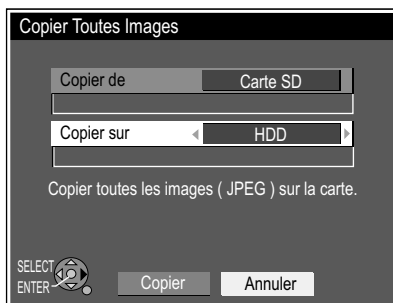 Copier Toutes Images
Copier de Carte SD
Copier sur HDD
Copier toutes les images ( JPEG ) sur la carte.
SELECT
ENTER
Copier Annuler